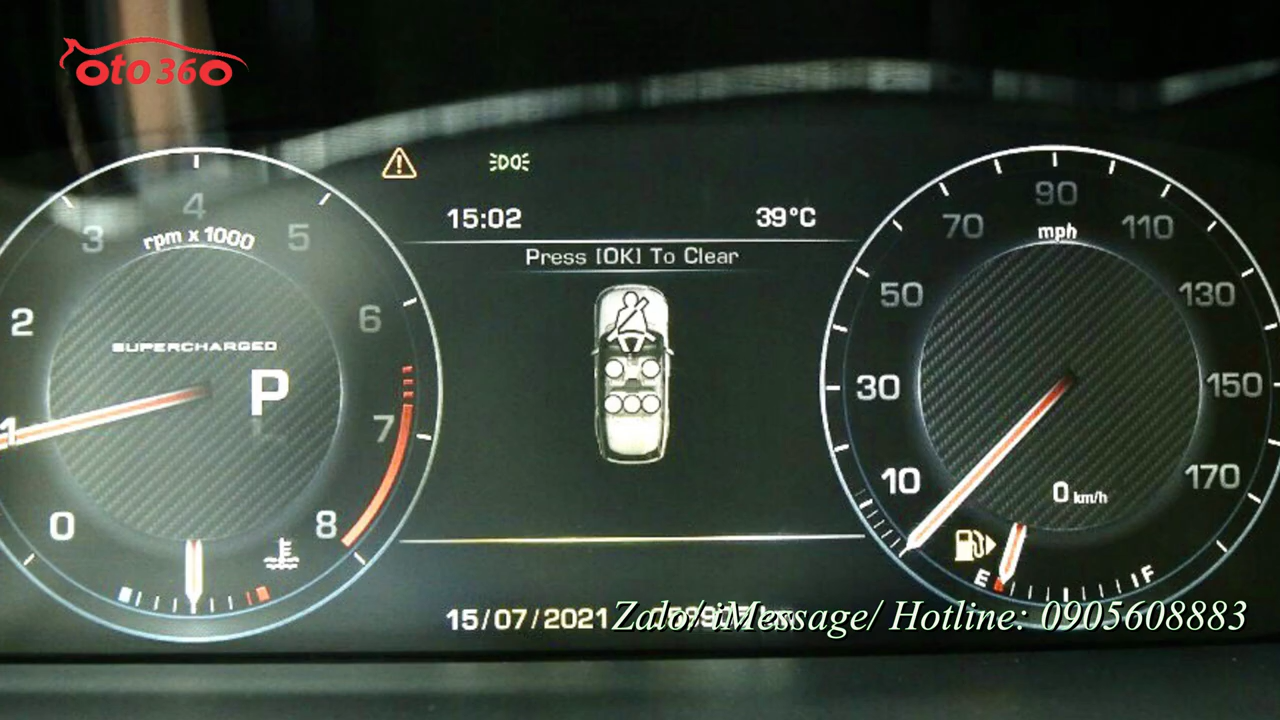 oto360
15:02 39°C
Press [OK] To Clear
rpm x 1000
0 1 2 3 4 5 6 7 8
SUPERCHARGED
P
mph
10 30 50 70 90 110 130 150 170
0 km/h
E F
15/07/2021
Zalo/ iMessage/ Hotline: 0905608883